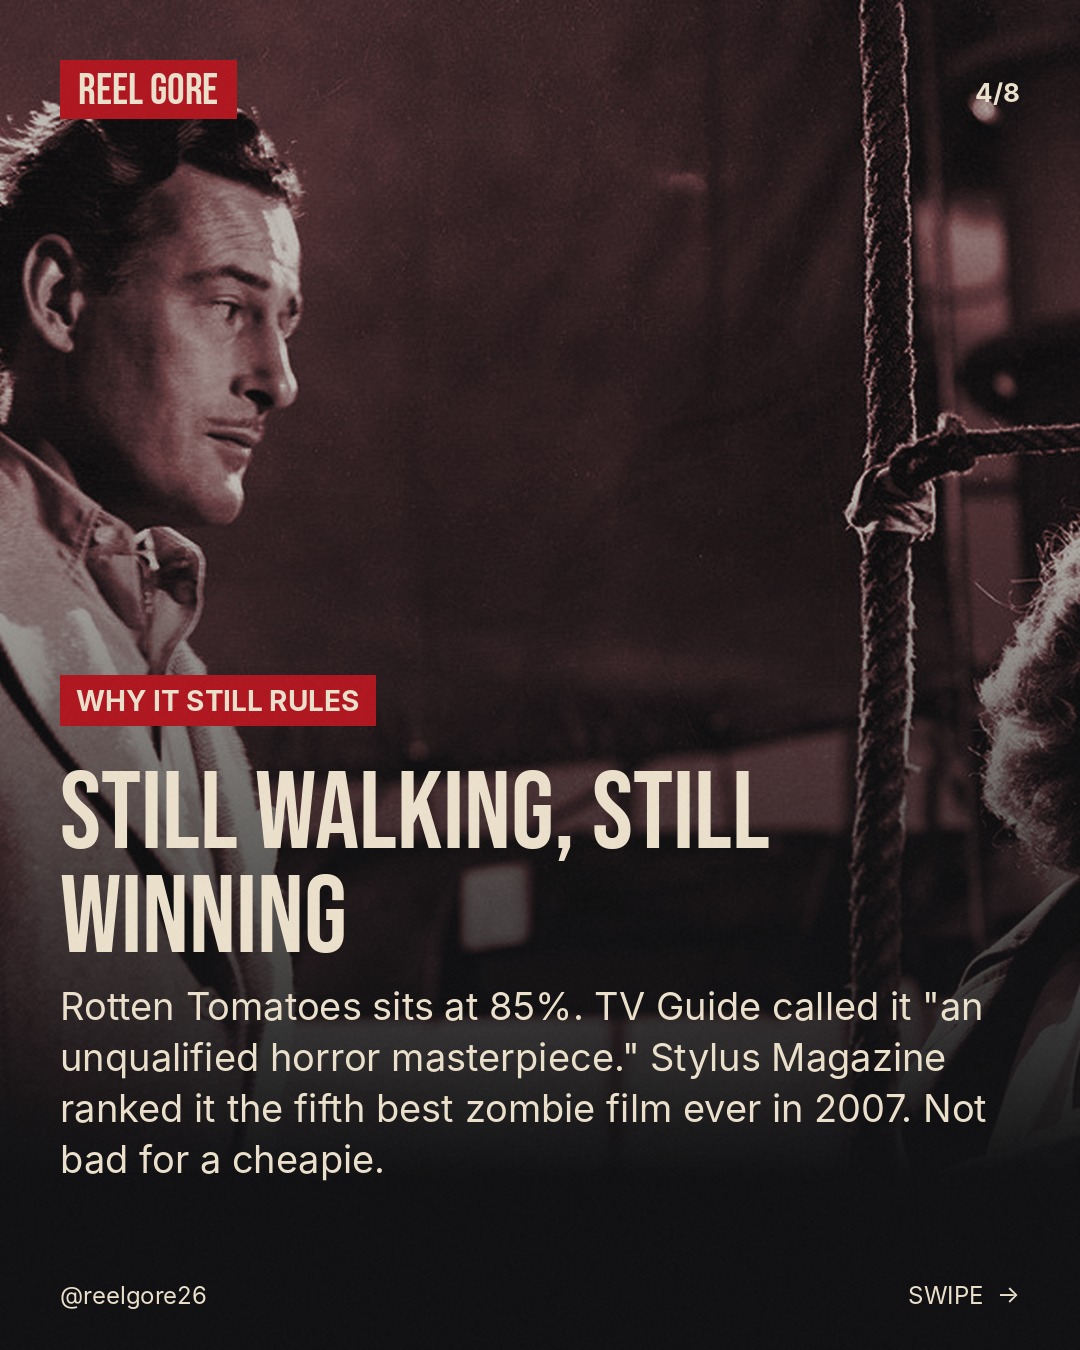 REEL GORE
4/8
WHY IT STILL RULES
STILL WALKING, STILL
WINNING
Rotten Tomatoes sits at 85%. TV Guide called it "an
unqualified horror masterpiece." Stylus Magazine
ranked it the fifth best zombie film ever in 2007. Not
bad for a cheapie.
@reelgore26
SWIPE →